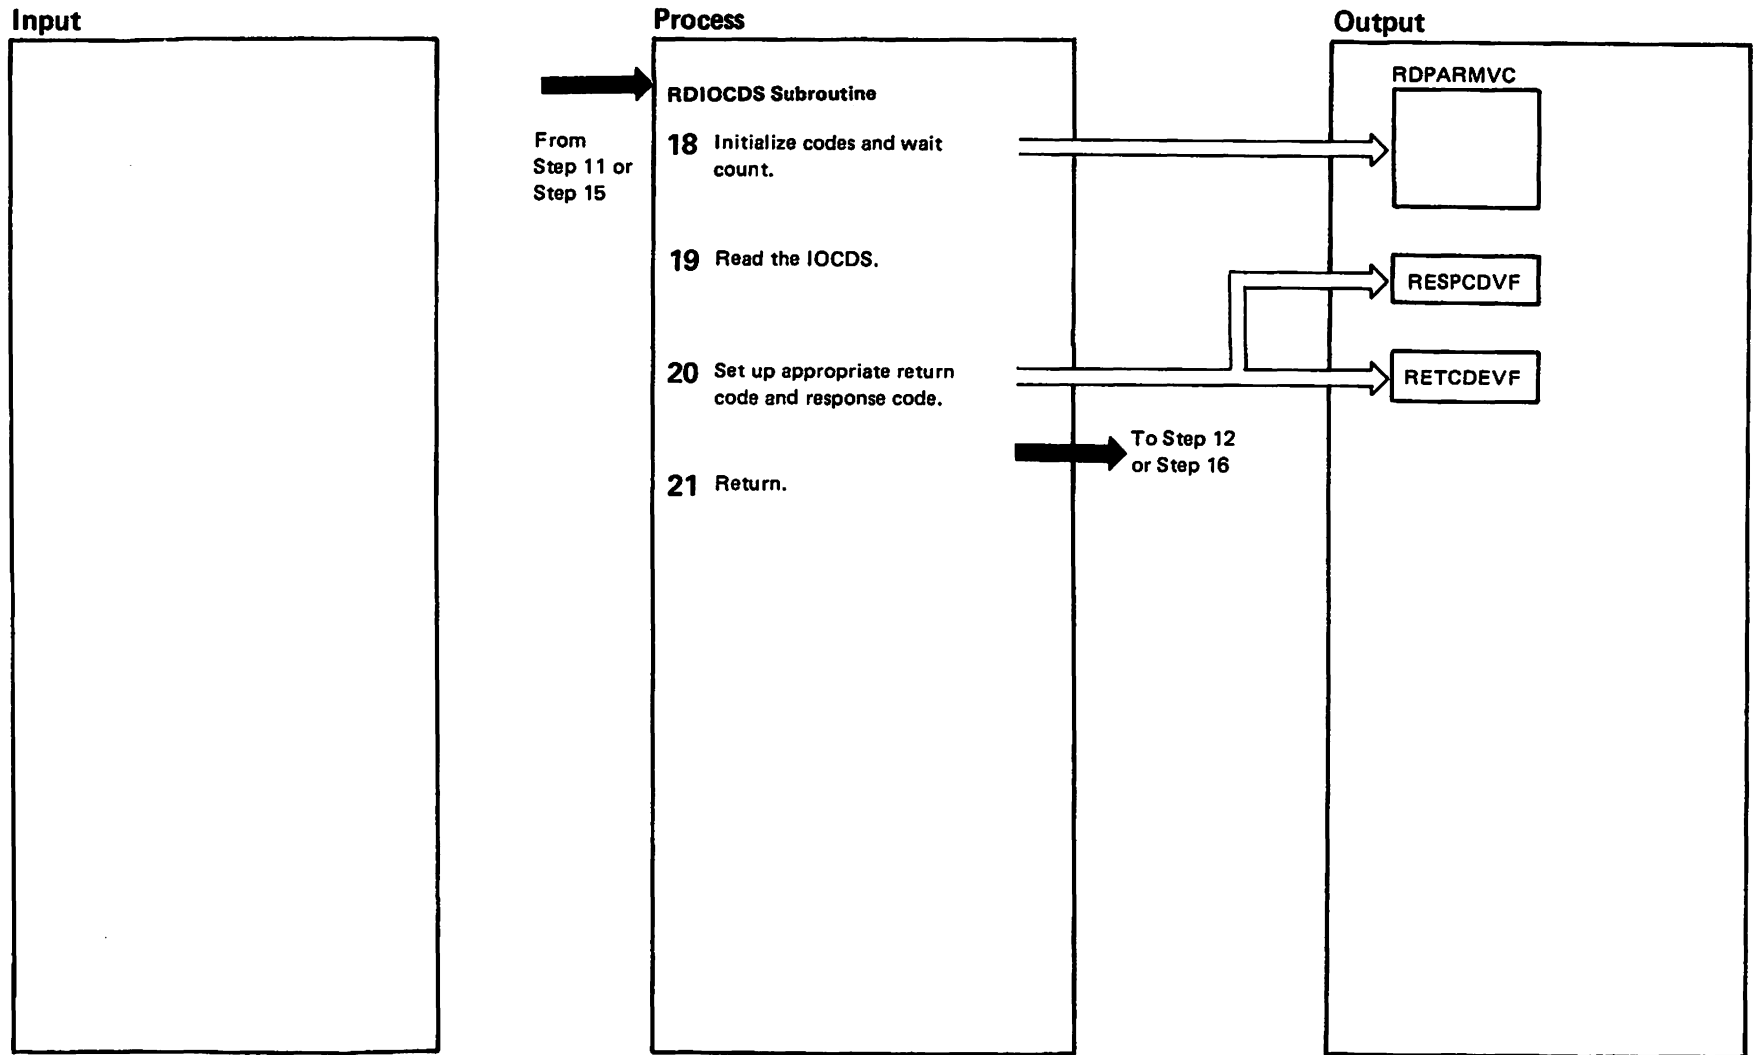 Input
Process
Output
From
Step 11 or
Step 15
RDIOCDS Subroutine
18 Initialize codes and wait
count.
19 Read the IOCDS.
20 Set up appropriate return
code and response code.
To Step 12
or Step 16
21 Return.
RDPARMVC
RESPCDVF
RETCDEVF